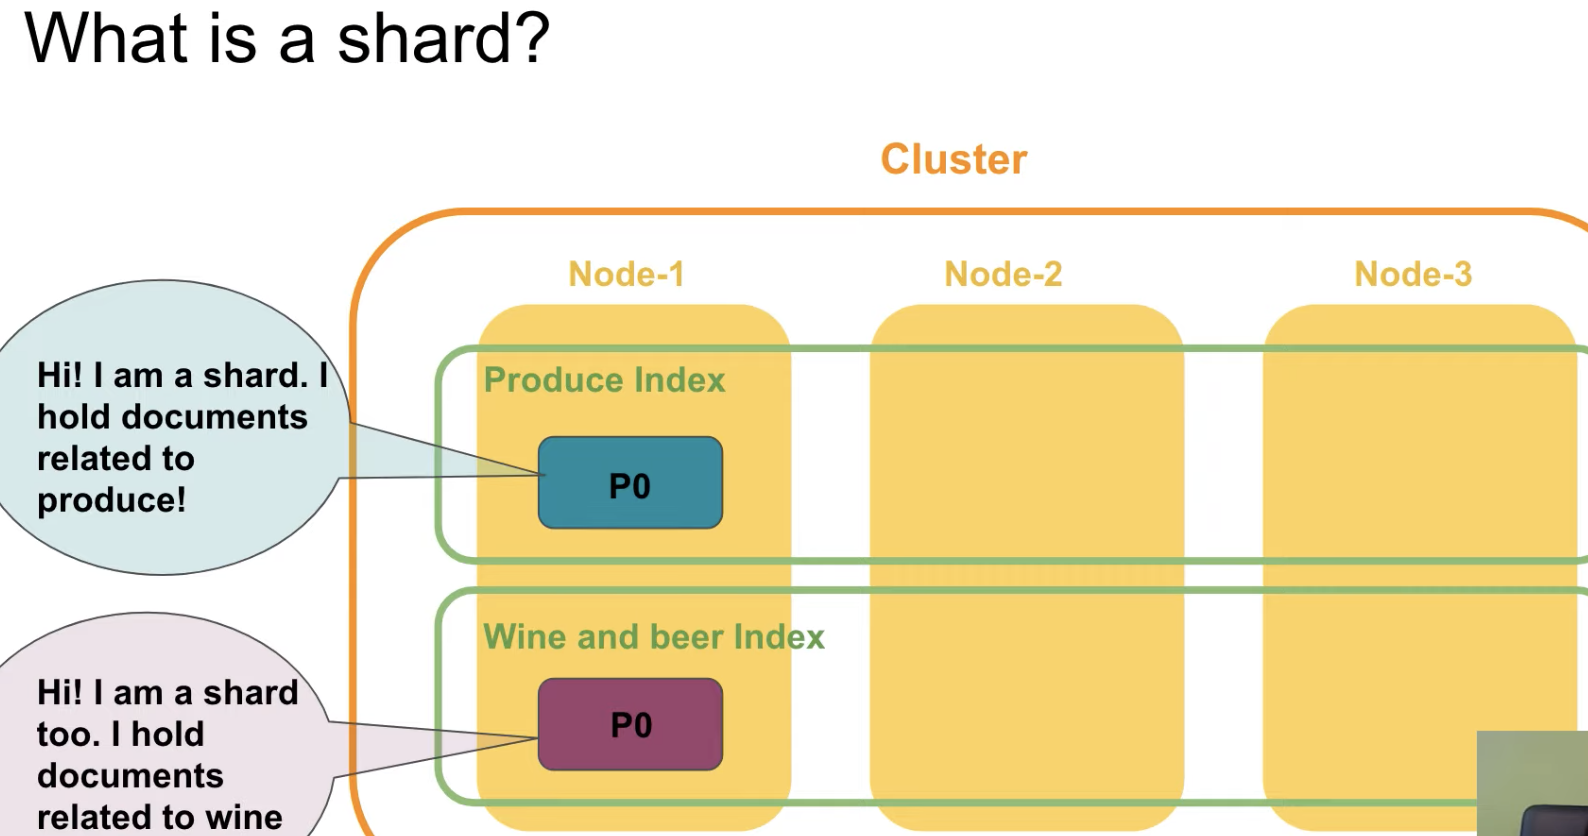 What is a shard?
Cluster
Node-1
Node-2
Node-3
Hi! I am a shard. I
hold documents
related to
produce!
Produce Index
P0
Wine and beer Index
P0
Hi! I am a shard
too. I hold
documents
related to wine